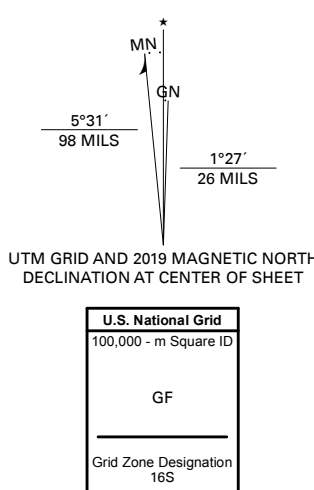 ★
MN
GN
5°31´
98 MILS
1°27´
26 MILS
UTM GRID AND 2019 MAGNETIC NORTH
DECLINATION AT CENTER OF SHEET
U.S. National Grid
100,000 - m Square ID
GF
Grid Zone Designation
16S